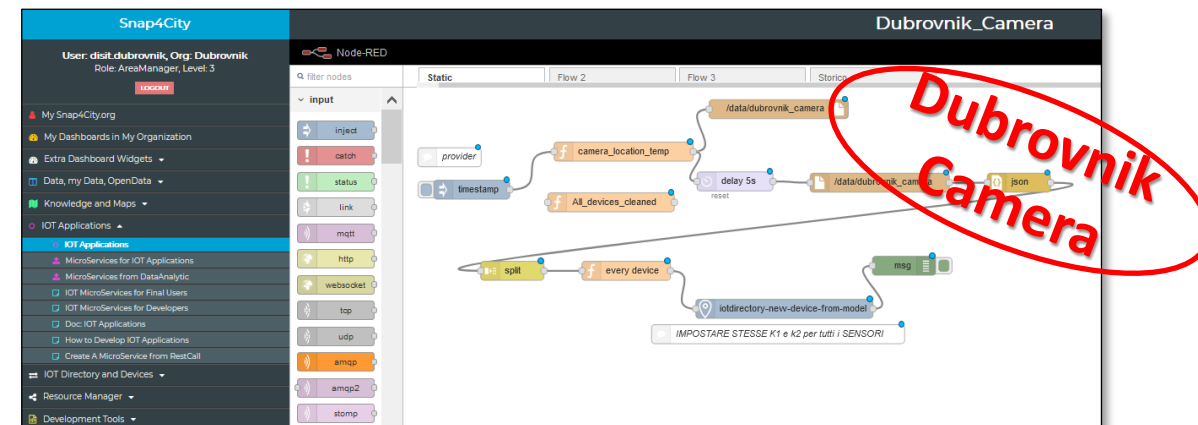 Snap4City
Dubrovnik_Camera
User: disit.dubrovnik, Org: Dubrovnik
Role: AreaManager, Level: 3
LOGOUT
My Snap4City.org
My Dashboards in My Organization
Extra Dashboard Widgets
Data, my Data, OpenData
Knowledge and Maps
IOT Applications
IOT Applications
MicroServices for IOT Applications
MicroServices from DataAnalytic
IOT MicroServices for Final Users
IOT MicroServices for Developers
Doc: IOT Applications
How to Develop IOT Applications
Create A MicroService from RestCall
IOT Directory and Devices
Resource Manager
Development Tools
Node-RED
filter nodes
input
inject
catch
status
link
mqtt
http
websocket
tcp
udp
amqp
amqp2
stomp
Static
Flow 2
Flow 3
Storico
/data/dubrovnik_camera
provider
camera_location_temp
timestamp
delay 5s
reset
/data/dubrovnik_camera
json
All_devices_cleaned
split
every device
msg
iotdirectory-new-device-from-model
IMPOSTARE STESSE K1 e k2 per tutti i SENSORI
Dubrovnik
Camera